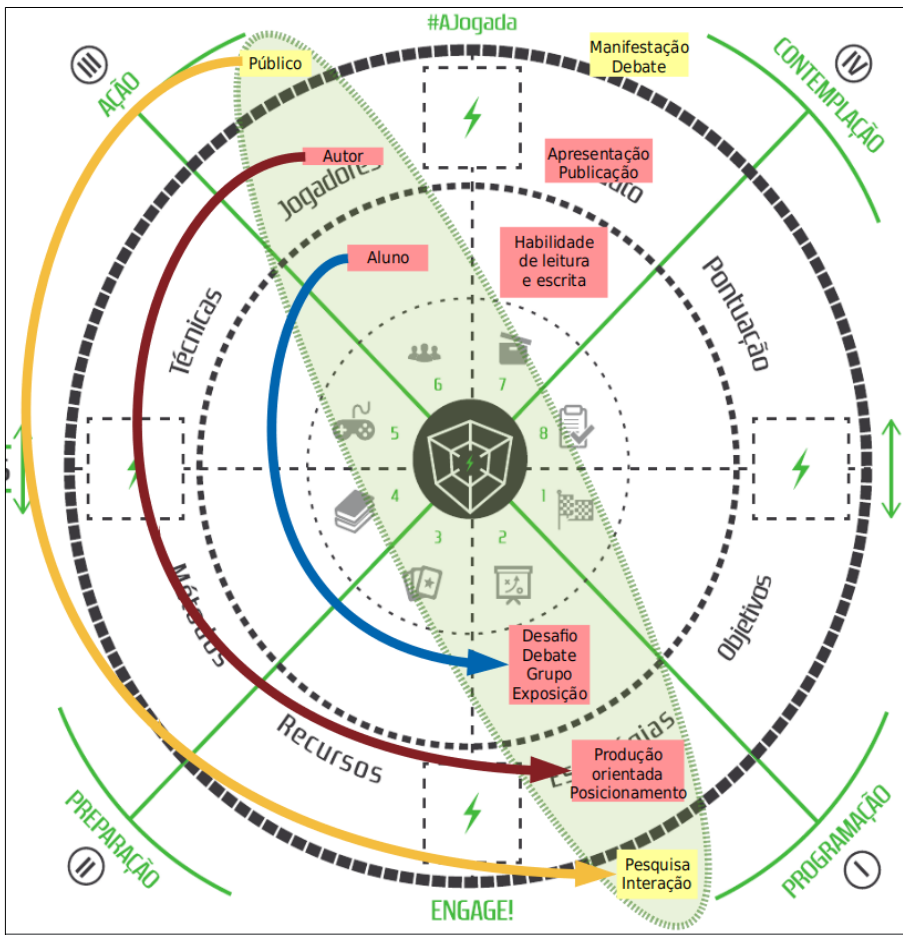 #AJogada
III
AÇÃO
Público
Manifestação
Debate
IV
CONTEMPLAÇÃO
Autor
Jogadores
Apresentação
Publicação
Aluno
Habilidade
de leitura
e escrita
Técnicas
Pontuação
6
7
5
8
4
1
3
2
Métodos
Objetivos
Desafio
Debate
Grupo
Exposição
Recursos
Produção
orientada
Posicionamento
PREPARAÇÃO
II
PROGRAMAÇÃO
I
Pesquisa
Interação
ENGAGE!